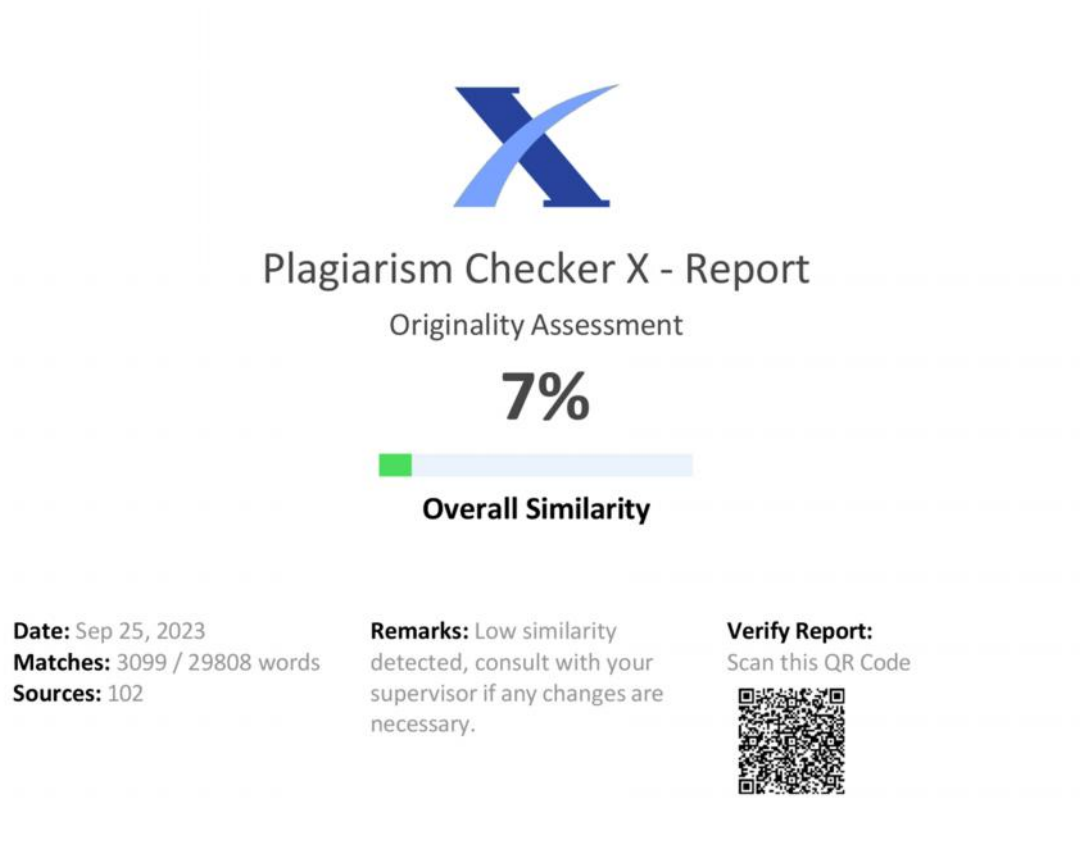 Plagiarism Checker X - Report
Originality Assessment
7%
Overall Similarity
Date: Sep 25, 2023
Matches: 3099 / 29808 words
Sources: 102
Remarks: Low similarity
detected, consult with your
supervisor if any changes are
necessary.
Verify Report:
Scan this QR Code